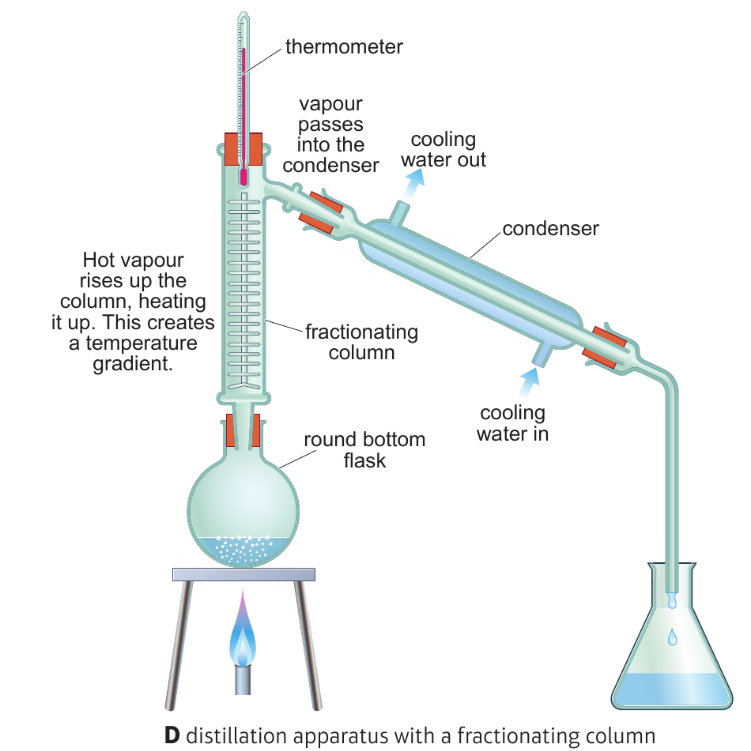 thermometer
vapour
passes
into the
condenser
cooling
water out
condenser
Hot vapour
rises up the
column, heating
it up. This creates
a temperature
gradient.
fractionating
column
cooling
water in
round bottom
flask
D distillation apparatus with a fractionating column